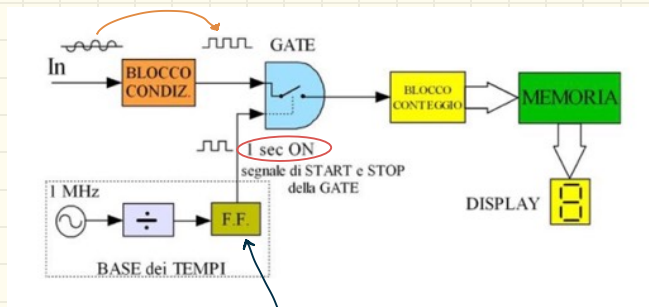 In
BLOCCO
CONDIZ.
GATE
BLOCCO
CONTEGGIO
MEMORIA
1 sec ON
segnale di START e STOP
della GATE
1 MHz
÷
F.F.
BASE dei TEMPI
DISPLAY
8